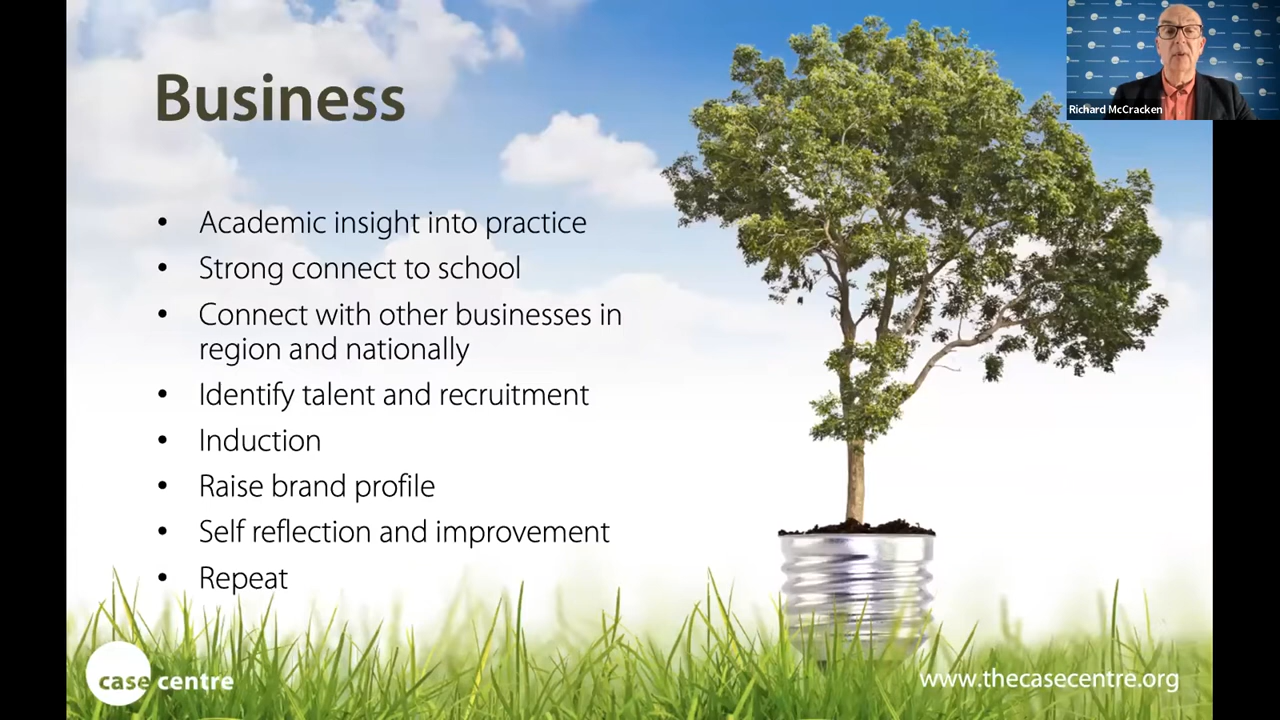 Business
Richard McCracken
• Academic insight into practice
• Strong connect to school
• Connect with other businesses in
region and nationally
• Identify talent and recruitment
• Induction
• Raise brand profile
• Self reflection and improvement
• Repeat
case centre
www.thecasecentre.org